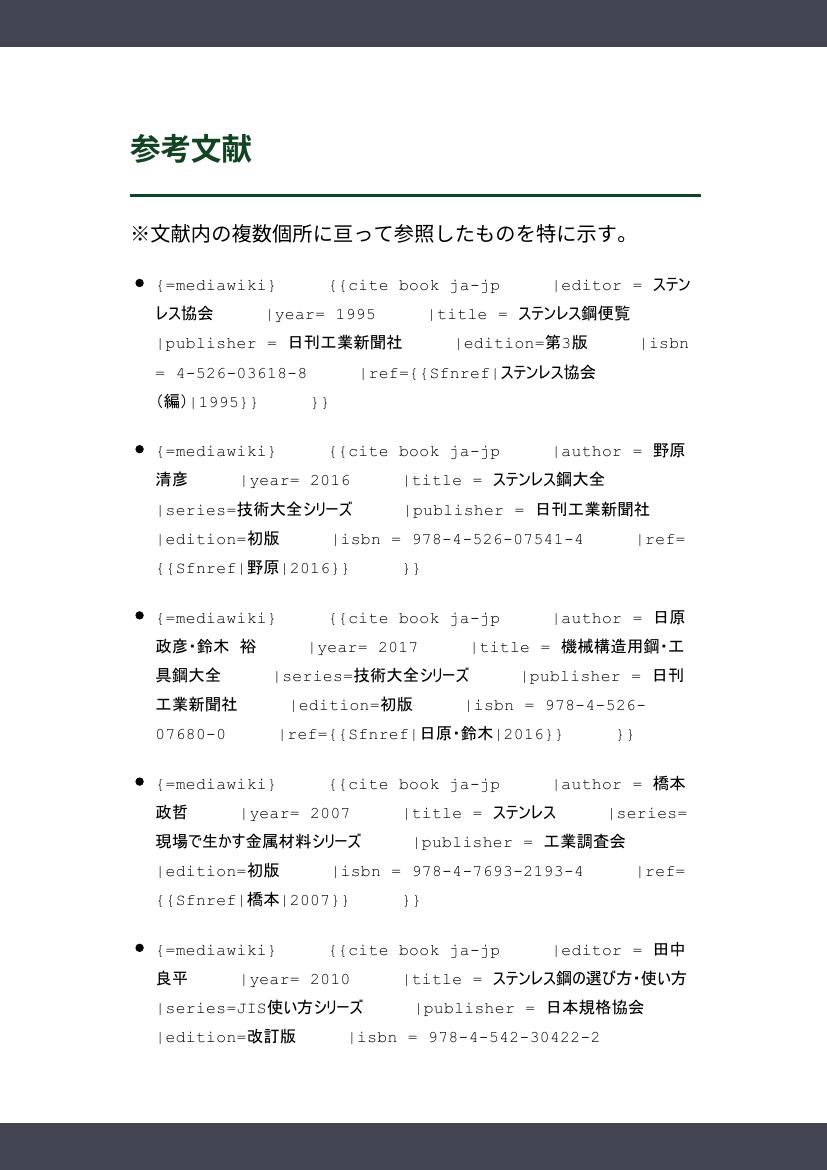 参考文献
※文献内の複数個所に亘って参照したものを特に示す。
● {=mediawiki} {{cite book ja-jp |editor = ステン
レス協会 |year= 1995 |title = ステンレス鋼便覧
|publisher = 日刊工業新聞社 |edition=第3版 |isbn
= 4-526-03618-8 |ref={{Sfnref|ステンレス協会
（編）|1995}} }}
● {=mediawiki} {{cite book ja-jp |author = 野原
清彦 |year= 2016 |title = ステンレス鋼大全
|series=技術大全シリーズ |publisher = 日刊工業新聞社
|edition=初版 |isbn = 978-4-526-07541-4 |ref=
{{Sfnref|野原|2016}} }}
● {=mediawiki} {{cite book ja-jp |author = 日原
政彦・鈴木 裕 |year= 2017 |title = 機械構造用鋼・工
具鋼大全 |series=技術大全シリーズ |publisher = 日刊
工業新聞社 |edition=初版 |isbn = 978-4-526-
07680-0 |ref={{Sfnref|日原・鈴木|2016}} }}
● {=mediawiki} {{cite book ja-jp |author = 橋本
政哲 |year= 2007 |title = ステンレス |series=
現場で生かす金属材料シリーズ |publisher = 工業調査会
|edition=初版 |isbn = 978-4-7693-2193-4 |ref=
{{Sfnref|橋本|2007}} }}
● {=mediawiki} {{cite book ja-jp |editor = 田中
良平 |year= 2010 |title = ステンレス鋼の選び方・使い方
|series=JIS使い方シリーズ |publisher = 日本規格協会
|edition=改訂版 |isbn = 978-4-542-30422-2